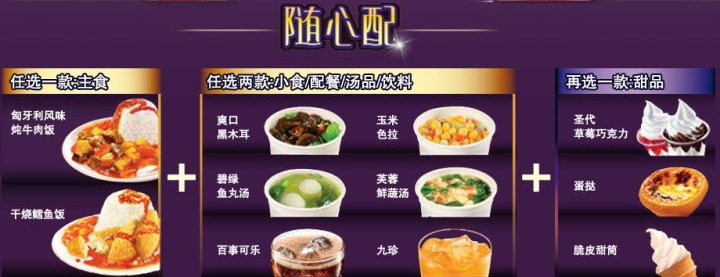 随心配
任选一款:主食
匈牙利风味
炖牛肉饭
干烧鳕鱼饭
+
任选两款:小食/配餐/汤品/饮料
爽口
黑木耳
玉米
色拉
碧绿
鱼丸汤
芙蓉
鲜蔬汤
百事可乐
九珍
+
再选一款:甜品
圣代
草莓巧克力
蛋挞
脆皮甜筒